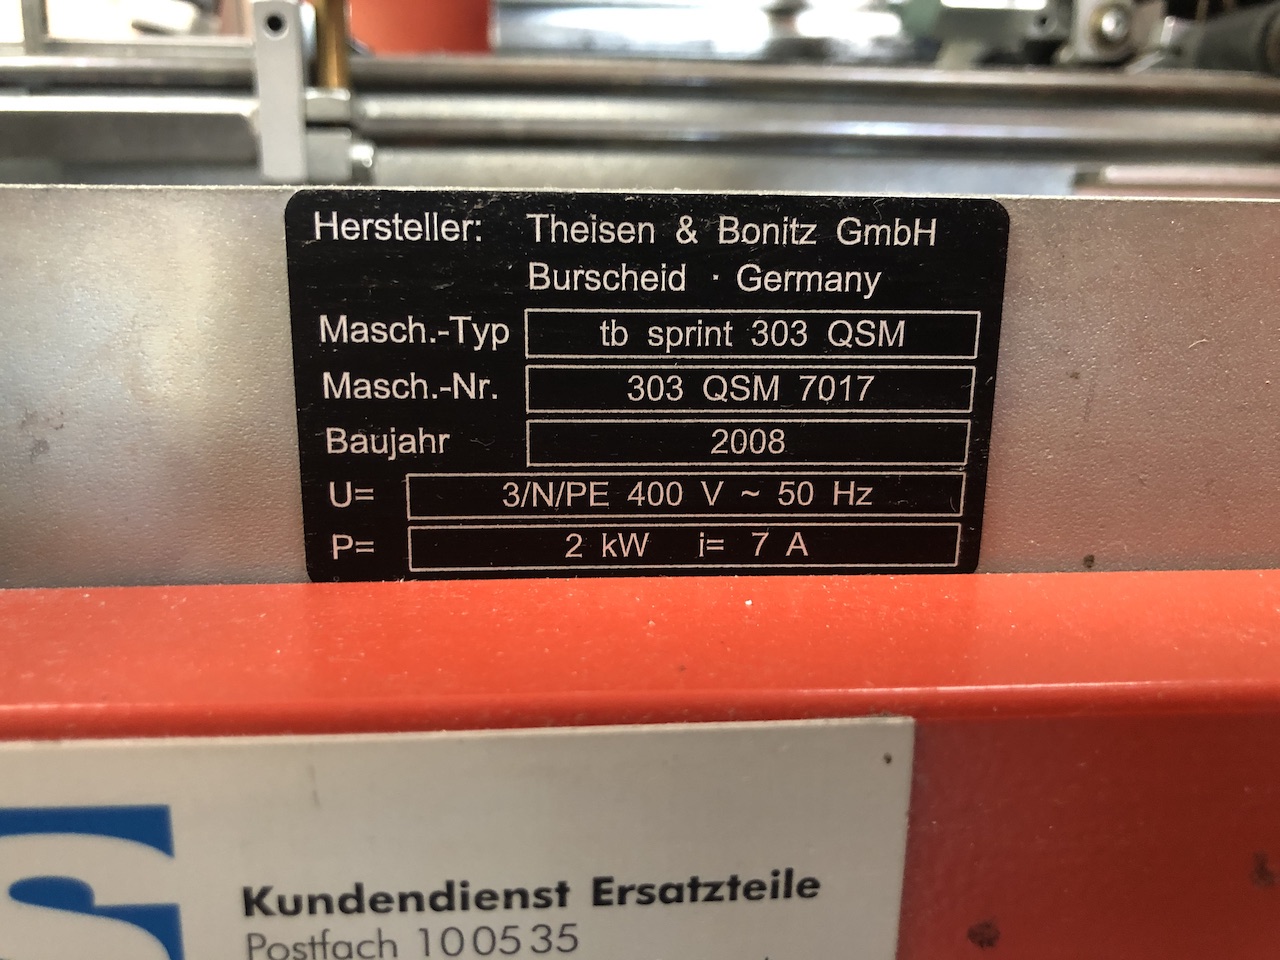 Hersteller: Theisen & Bonitz GmbH
Burscheid · Germany
Masch.-Typ tb sprint 303 QSM
Masch.-Nr. 303 QSM 7017
Baujahr 2008
U= 3/N/PE 400 V ~ 50 Hz
P= 2 kW i= 7 A
Kundendienst Ersatzteile
Postfach 100535